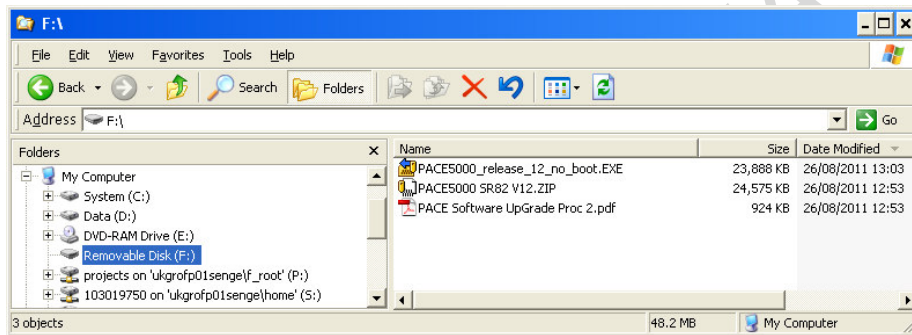 F:\
File Edit View Favorites Tools Help
Back Search Folders
Address F:\ Go
Folders x Name Size Date Modified
My Computer
System (C:)
Data (D:)
DVD-RAM Drive (E:)
Removable Disk (F:)
projects on 'ukgrofp01senge\f_root' (P:)
103019750 on 'ukgrofp01senge\home' (S:)
PACE5000_release_12_no_boot.EXE 23,888 KB 26/08/2011 13:03
PACE5000 SR82 V12.ZIP 24,575 KB 26/08/2011 12:53
PACE Software UpGrade Proc 2.pdf 924 KB 26/08/2011 12:53
3 objects 48.2 MB My Computer